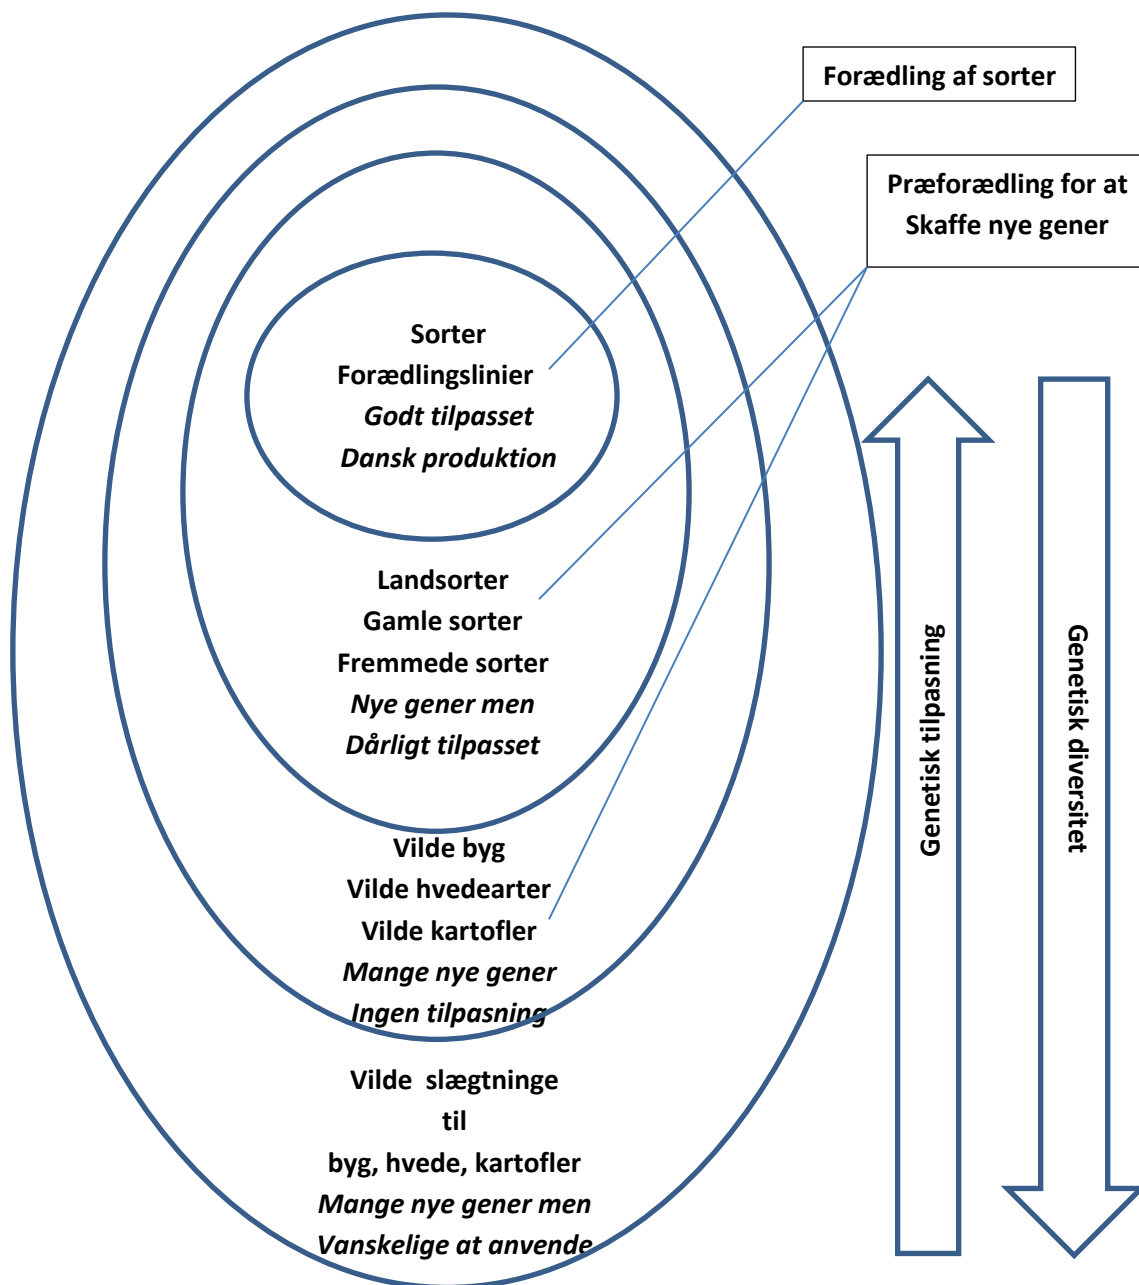 Forædling af sorter
Præforædling for at
Skaffe nye gener
Sorter
Forædlingslinier
Godt tilpasset
Dansk produktion
Landsorter
Gamle sorter
Fremmede sorter
Nye gener men
Dårligt tilpasset
Vilde byg
Vilde hvedearter
Vilde kartofler
Mange nye gener
Ingen tilpasning
Vilde slægtninge
til
byg, hvede, kartofler
Mange nye gener men
Vanskelige at anvende
Genetisk tilpasning
Genetisk diversitet